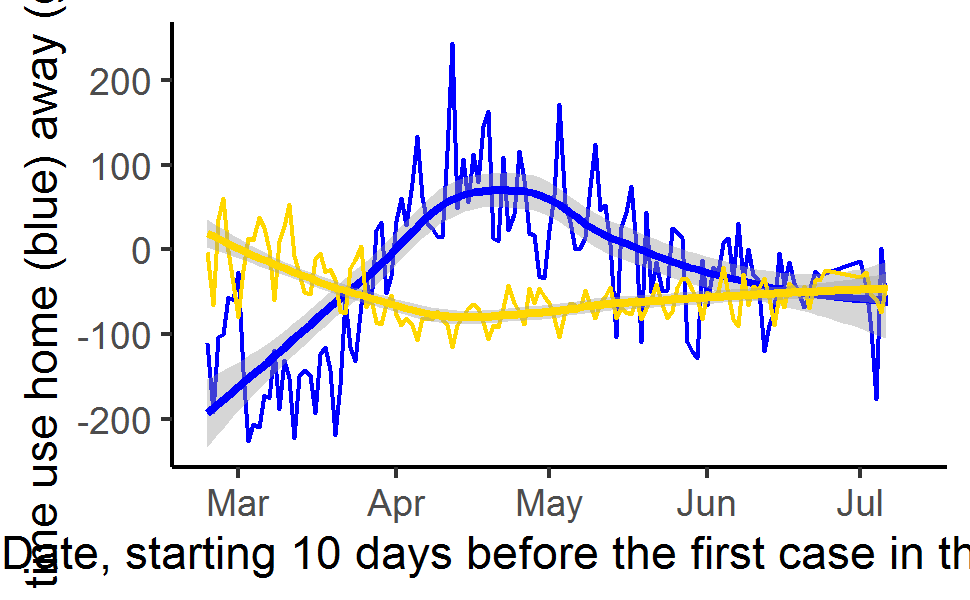 time use home (blue) away (
200
100
0
-100
-200
Mar Apr May Jun Jul
Date, starting 10 days before the first case in th